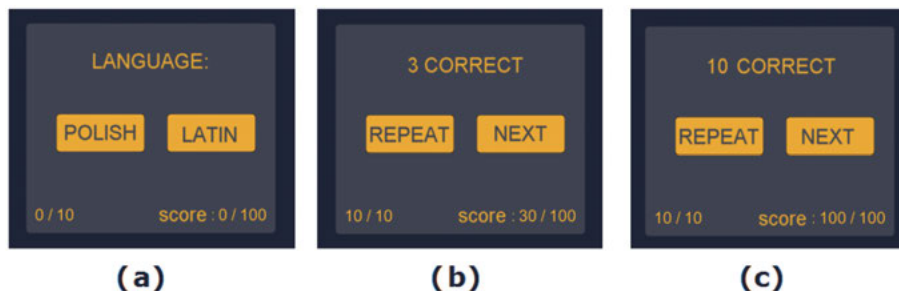 LANGUAGE:
POLISH LATIN
0 / 10 score : 0 / 100
(a)
3 CORRECT
REPEAT NEXT
10 / 10 score : 30 / 100
(b)
10 CORRECT
REPEAT NEXT
10 / 10 score : 100 / 100
(c)